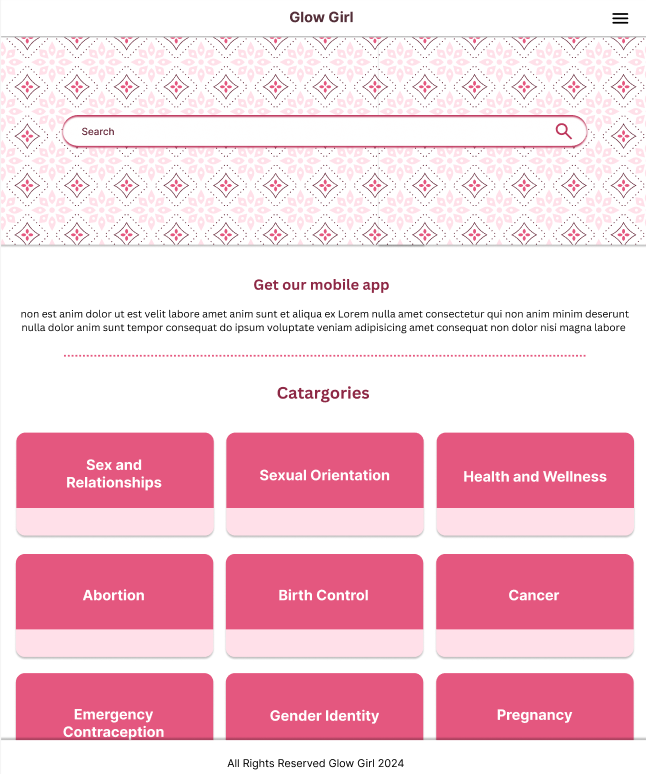 Glow Girl
Search
Get our mobile app
non est anim dolor ut est velit labore amet anim sunt et aliqua ex Lorem nulla amet consectetur qui non anim minim deserunt
nulla dolor anim sunt tempor consequat do ipsum voluptate veniam adipisicing amet consequat non dolor nisi magna labore
Catargories
Sex and
Relationships
Sexual Orientation
Health and Wellness
Abortion
Birth Control
Cancer
Emergency
Contraception
Gender Identity
Pregnancy
All Rights Reserved Glow Girl 2024